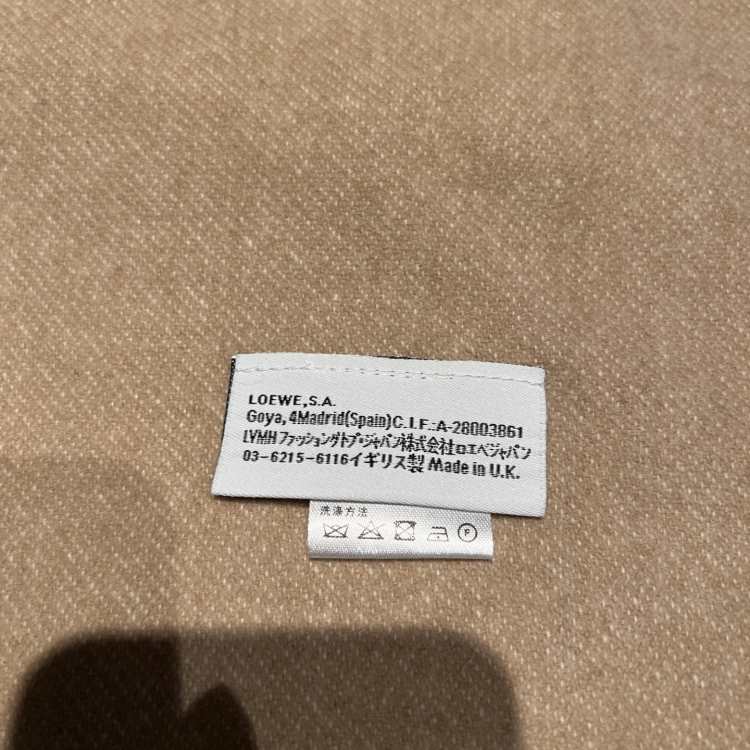 LOEWE,S.A.
Goya, 4Madrid(Spain)C.I.F.:A-28003861
LVMHファッショングループ・ジャパン株式会社ロエベジャパン
03-6215-6116イギリス製 Made in U.K.
洗涤方法
P